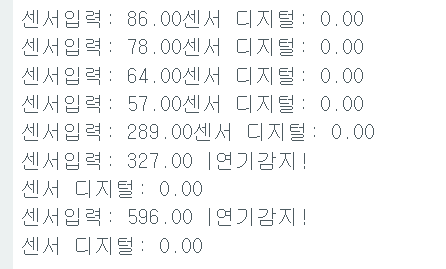 센서입력: 86.00센서 디지털: 0.00
센서입력: 78.00센서 디지털: 0.00
센서입력: 64.00센서 디지털: 0.00
센서입력: 57.00센서 디지털: 0.00
센서입력: 289.00센서 디지털: 0.00
센서입력: 327.00 |연기감지!
센서 디지털: 0.00
센서입력: 596.00 |연기감지!
센서 디지털: 0.00